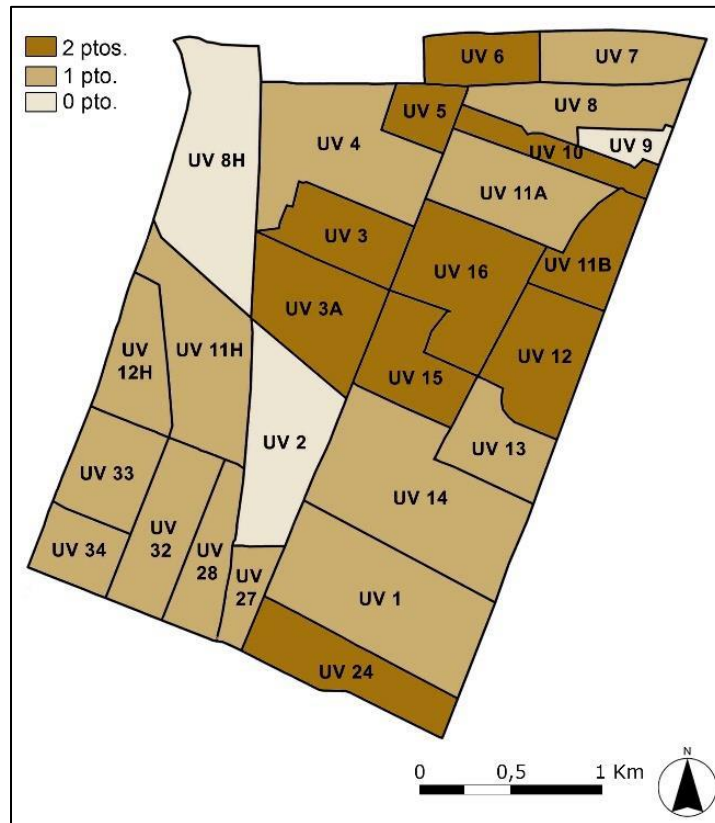 2 ptos.
1 pto.
0 pto.
UV 6
UV 7
UV 5
UV 8
UV 4
UV 9
UV 10
UV 8H
UV 11A
UV 3
UV 16
UV 11B
UV 3A
UV 12
UV
12H
UV 11H
UV 15
UV 2
UV 13
UV 33
UV 14
UV 34
UV
32
UV
28
UV
27
UV 1
UV 24
0
0,5
1 Km
N